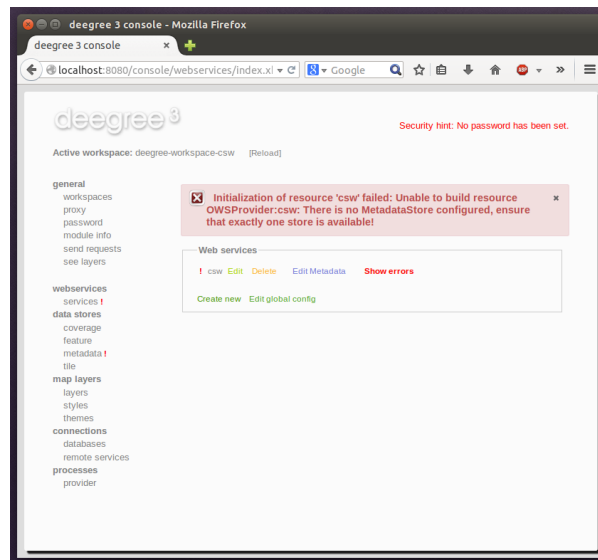 deegree 3 console - Mozilla Firefox
deegree 3 console
localhost:8080/console/webservices/index.xl
Google
ABP
deegree 3
Security hint: No password has been set.
Active workspace: deegree-workspace-csw [Reload]
general
workspaces
proxy
password
module info
send requests
see layers
webservices
services !
data stores
coverage
feature
metadata !
tile
map layers
layers
styles
themes
connections
databases
remote services
processes
provider
Initialization of resource 'csw' failed: Unable to build resource
OWSProvider:csw: There is no MetadataStore configured, ensure
that exactly one store is available!
Web services
! csw Edit Delete Edit Metadata Show errors
Create new Edit global config